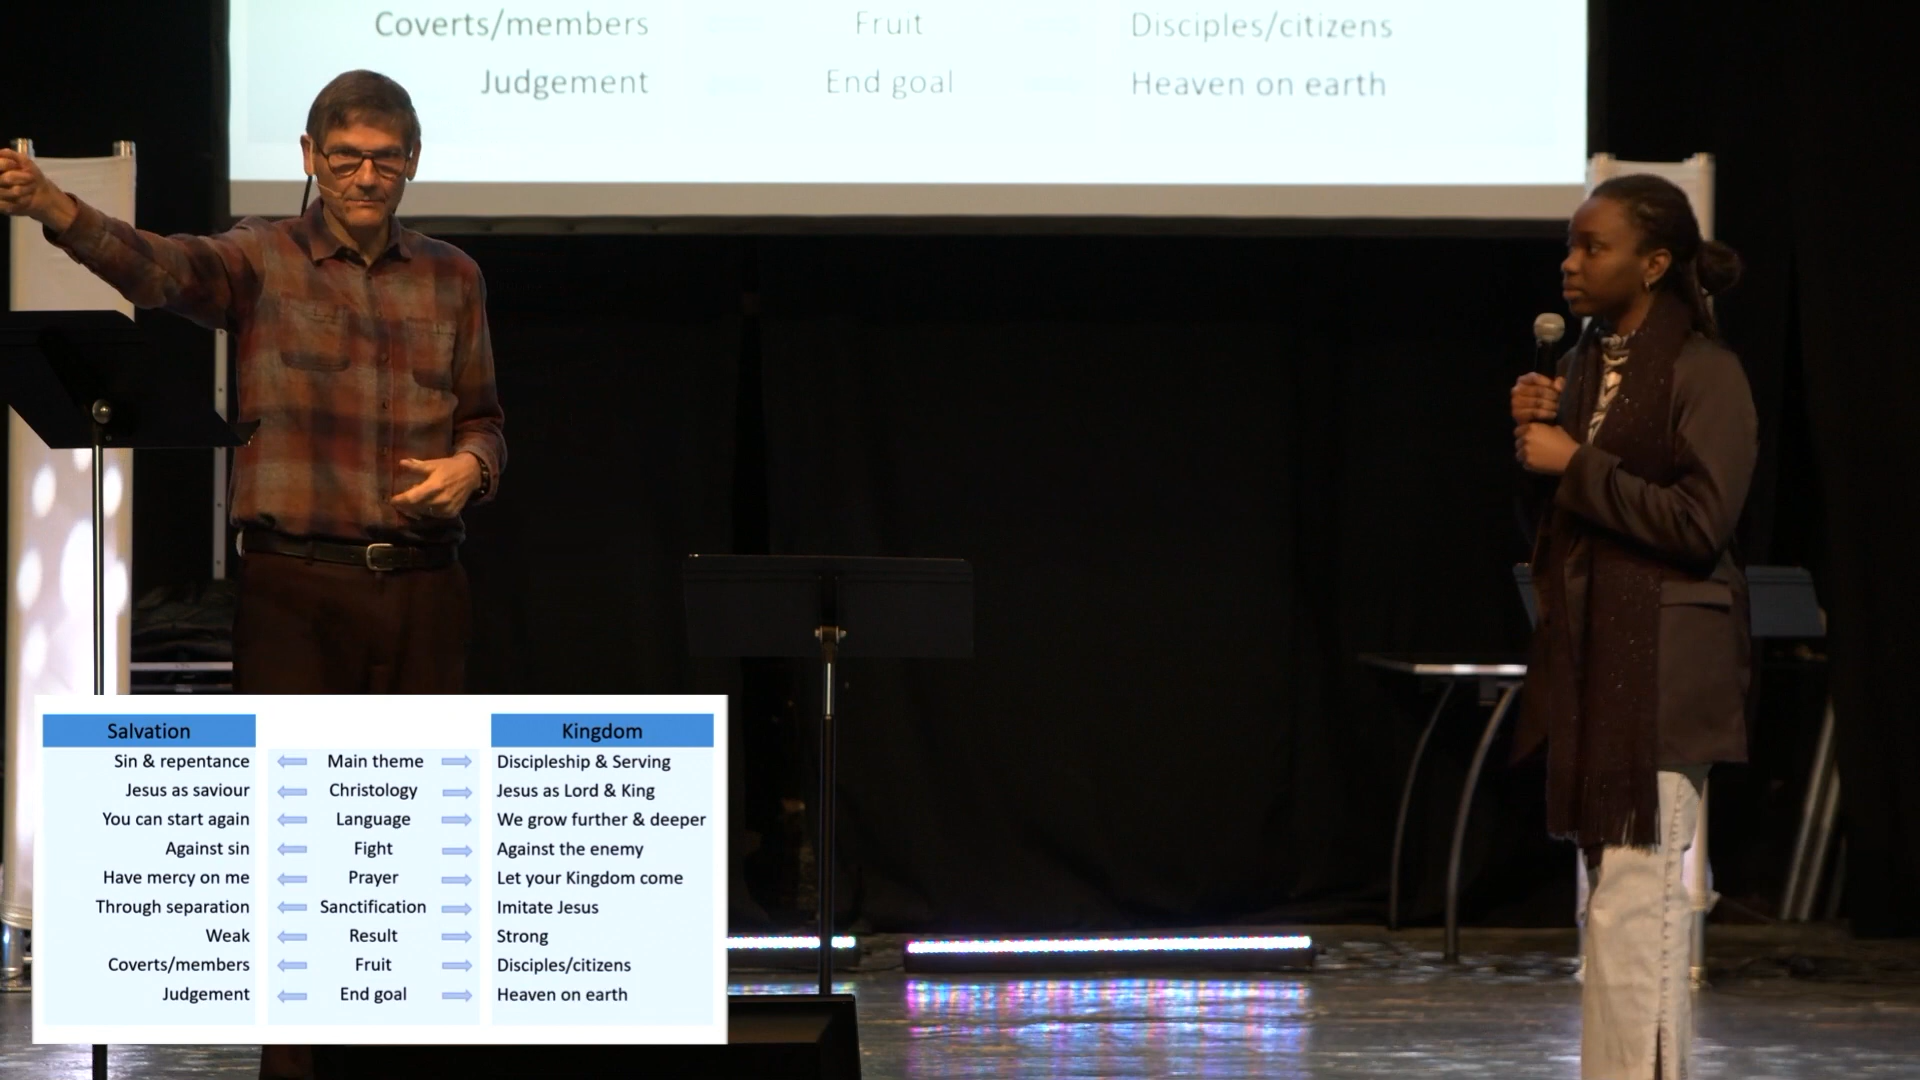 Coverts/members Fruit Disciples/citizens
Judgement End goal Heaven on earth
Salvation Kingdom
Sin & repentance Main theme Discipleship & Serving
Jesus as saviour Christology Jesus as Lord & King
You can start again Language We grow further & deeper
Against sin Fight Against the enemy
Have mercy on me Prayer Let your Kingdom come
Through separation Sanctification Imitate Jesus
Weak Result Strong
Coverts/members Fruit Disciples/citizens
Judgement End goal Heaven on earth